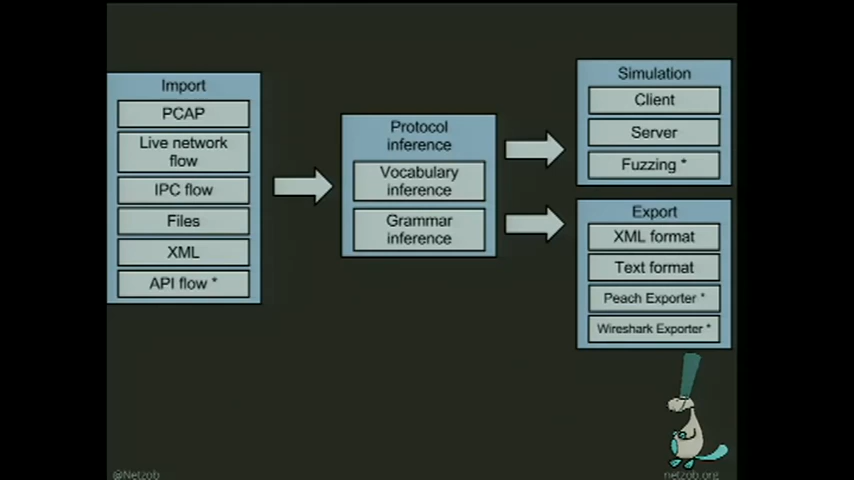 Import
PCAP
Live network
flow
IPC flow
Files
XML
API flow *
Protocol
inference
Vocabulary
inference
Grammar
inference
Simulation
Client
Server
Fuzzing *
Export
XML format
Text format
Peach Exporter *
Wireshark Exporter *
@Netzob
netzob.org